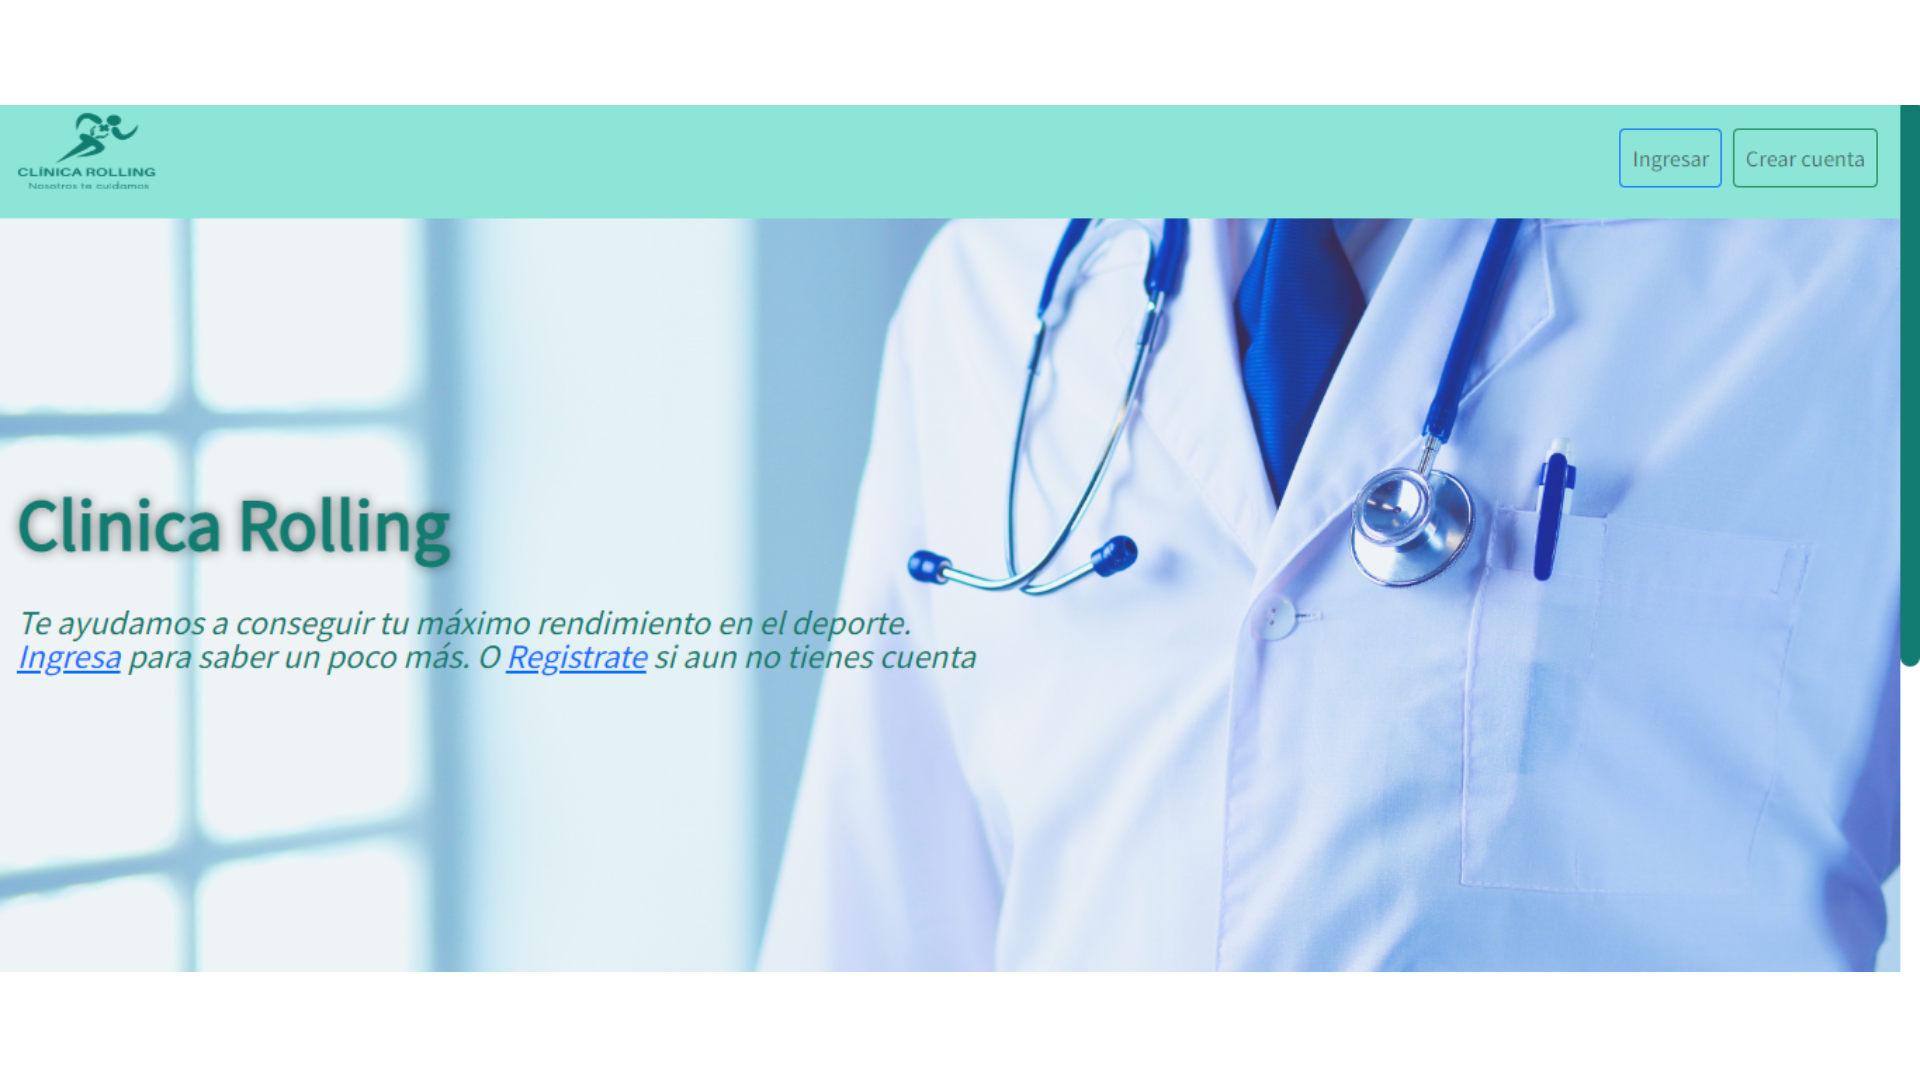 CLÍNICA ROLLING
Nosotros te cuidamos
Ingresar
Crear cuenta
Clinica Rolling
Te ayudamos a conseguir tu máximo rendimiento en el deporte.
Ingresa para saber un poco más. O Registrate si aun no tienes cuenta